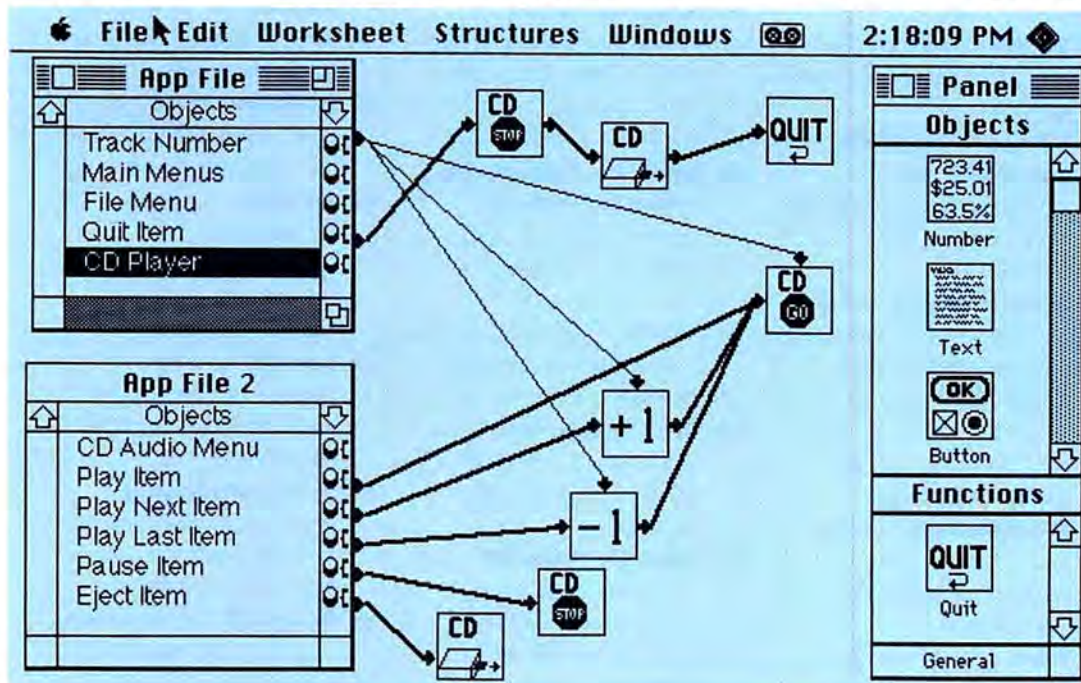 File Edit Worksheet Structures Windows 2:18:09 PM
App File
Objects
Track Number
Main Menus
File Menu
Quit Item
CD Player
App File 2
Objects
CD Audio Menu
Play Item
Play Next Item
Play Last Item
Pause Item
Eject Item
CD
STOP
CD
QUIT
CD
GO
+1
-1
CD
STOP
CD
Panel
Objects
723.41
$25.01
63.5%
Number
Text
OK
Button
Functions
QUIT
Quit
General